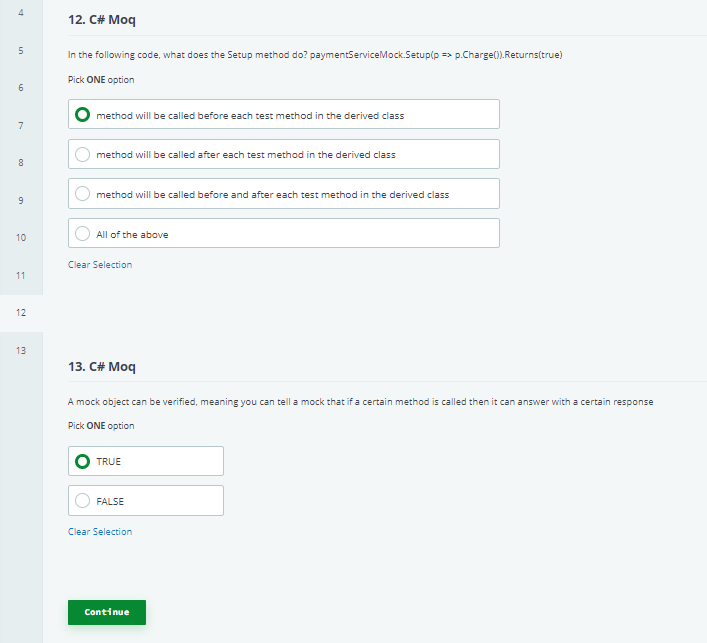 4
5
6
7
8
9
10
11
12
13
12. C# Moq
In the following code, what does the Setup method do? paymentServiceMock.Setup(p => p.Charge()).Returns(true)
Pick ONE option
method will be called before each test method in the derived class
method will be called after each test method in the derived class
method will be called before and after each test method in the derived class
All of the above
Clear Selection
13. C# Moq
A mock object can be verified, meaning you can tell a mock that if a certain method is called then it can answer with a certain response
Pick ONE option
TRUE
FALSE
Clear Selection
Continue